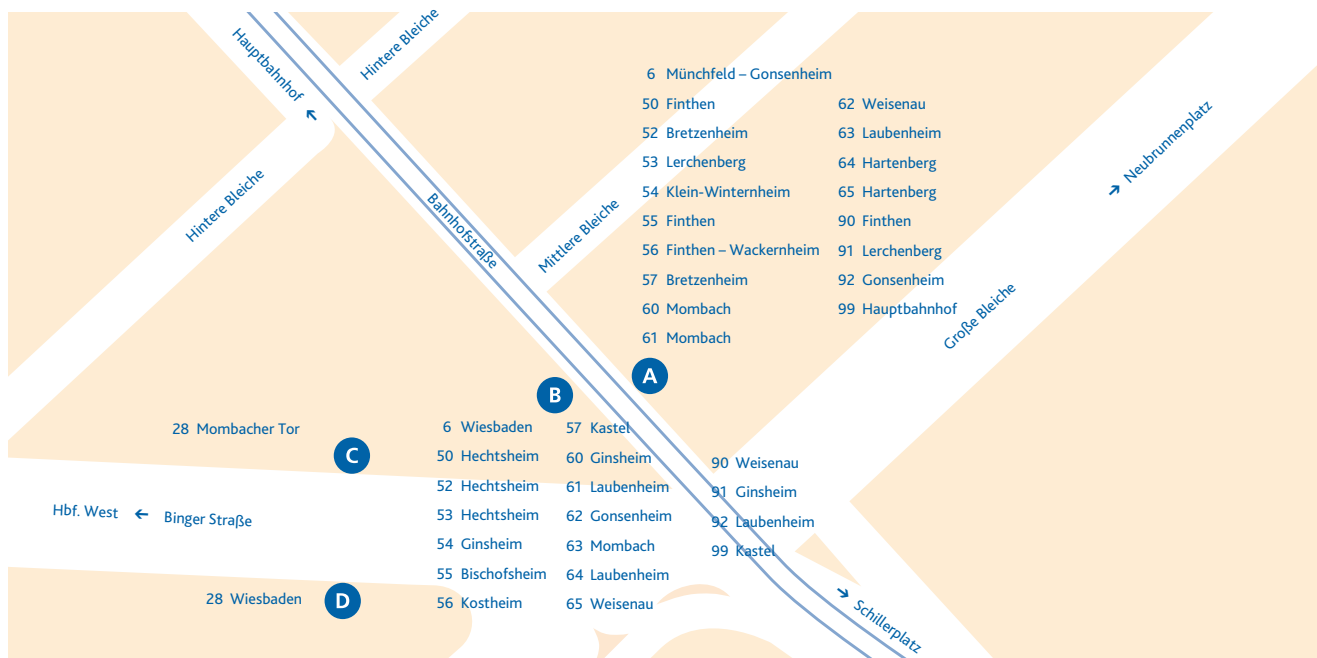 Hauptbahnhof
Hintere Bleiche
Hintere Bleiche
Bahnhofstraße
Mittlere Bleiche
6 Münchfeld – Gonsenheim
50 Finthen
52 Bretzenheim
53 Lerchenberg
54 Klein-Winternheim
55 Finthen
56 Finthen – Wackernheim
57 Bretzenheim
60 Mombach
61 Mombach
62 Weisenau
63 Laubenheim
64 Hartenberg
65 Hartenberg
90 Finthen
91 Lerchenberg
92 Gonsenheim
99 Hauptbahnhof
Neubrunnenplatz
Große Bleiche
A
B
28 Mombacher Tor
C
Hbf. West ← Binger Straße
28 Wiesbaden
D
6 Wiesbaden
50 Hechtsheim
52 Hechtsheim
53 Hechtsheim
54 Ginsheim
55 Bischofsheim
56 Kostheim
57 Kastel
60 Ginsheim
61 Laubenheim
62 Gonsenheim
63 Mombach
64 Laubenheim
65 Weisenau
90 Weisenau
91 Ginsheim
92 Laubenheim
99 Kastel
Schillerplatz